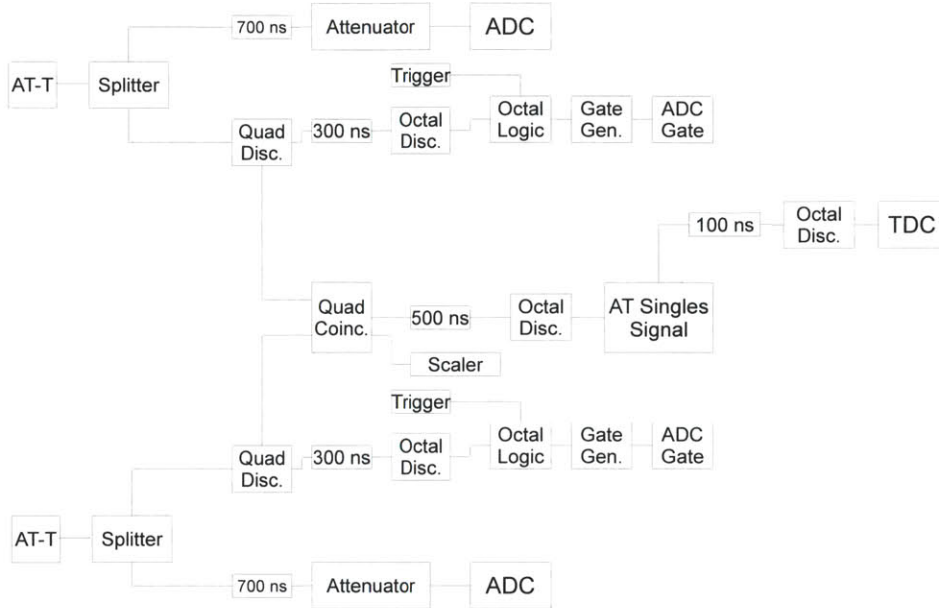 700 ns
Attenuator
ADC
AT-T
Splitter
Trigger
Quad
Disc.
300 ns
Octal
Disc.
Octal
Logic
Gate
Gen.
ADC
Gate
100 ns
Octal
Disc.
TDC
Quad
Coinc.
500 ns
Octal
Disc.
AT Singles
Signal
Scaler
Trigger
Quad
Disc.
300 ns
Octal
Disc.
Octal
Logic
Gate
Gen.
ADC
Gate
AT-T
Splitter
700 ns
Attenuator
ADC